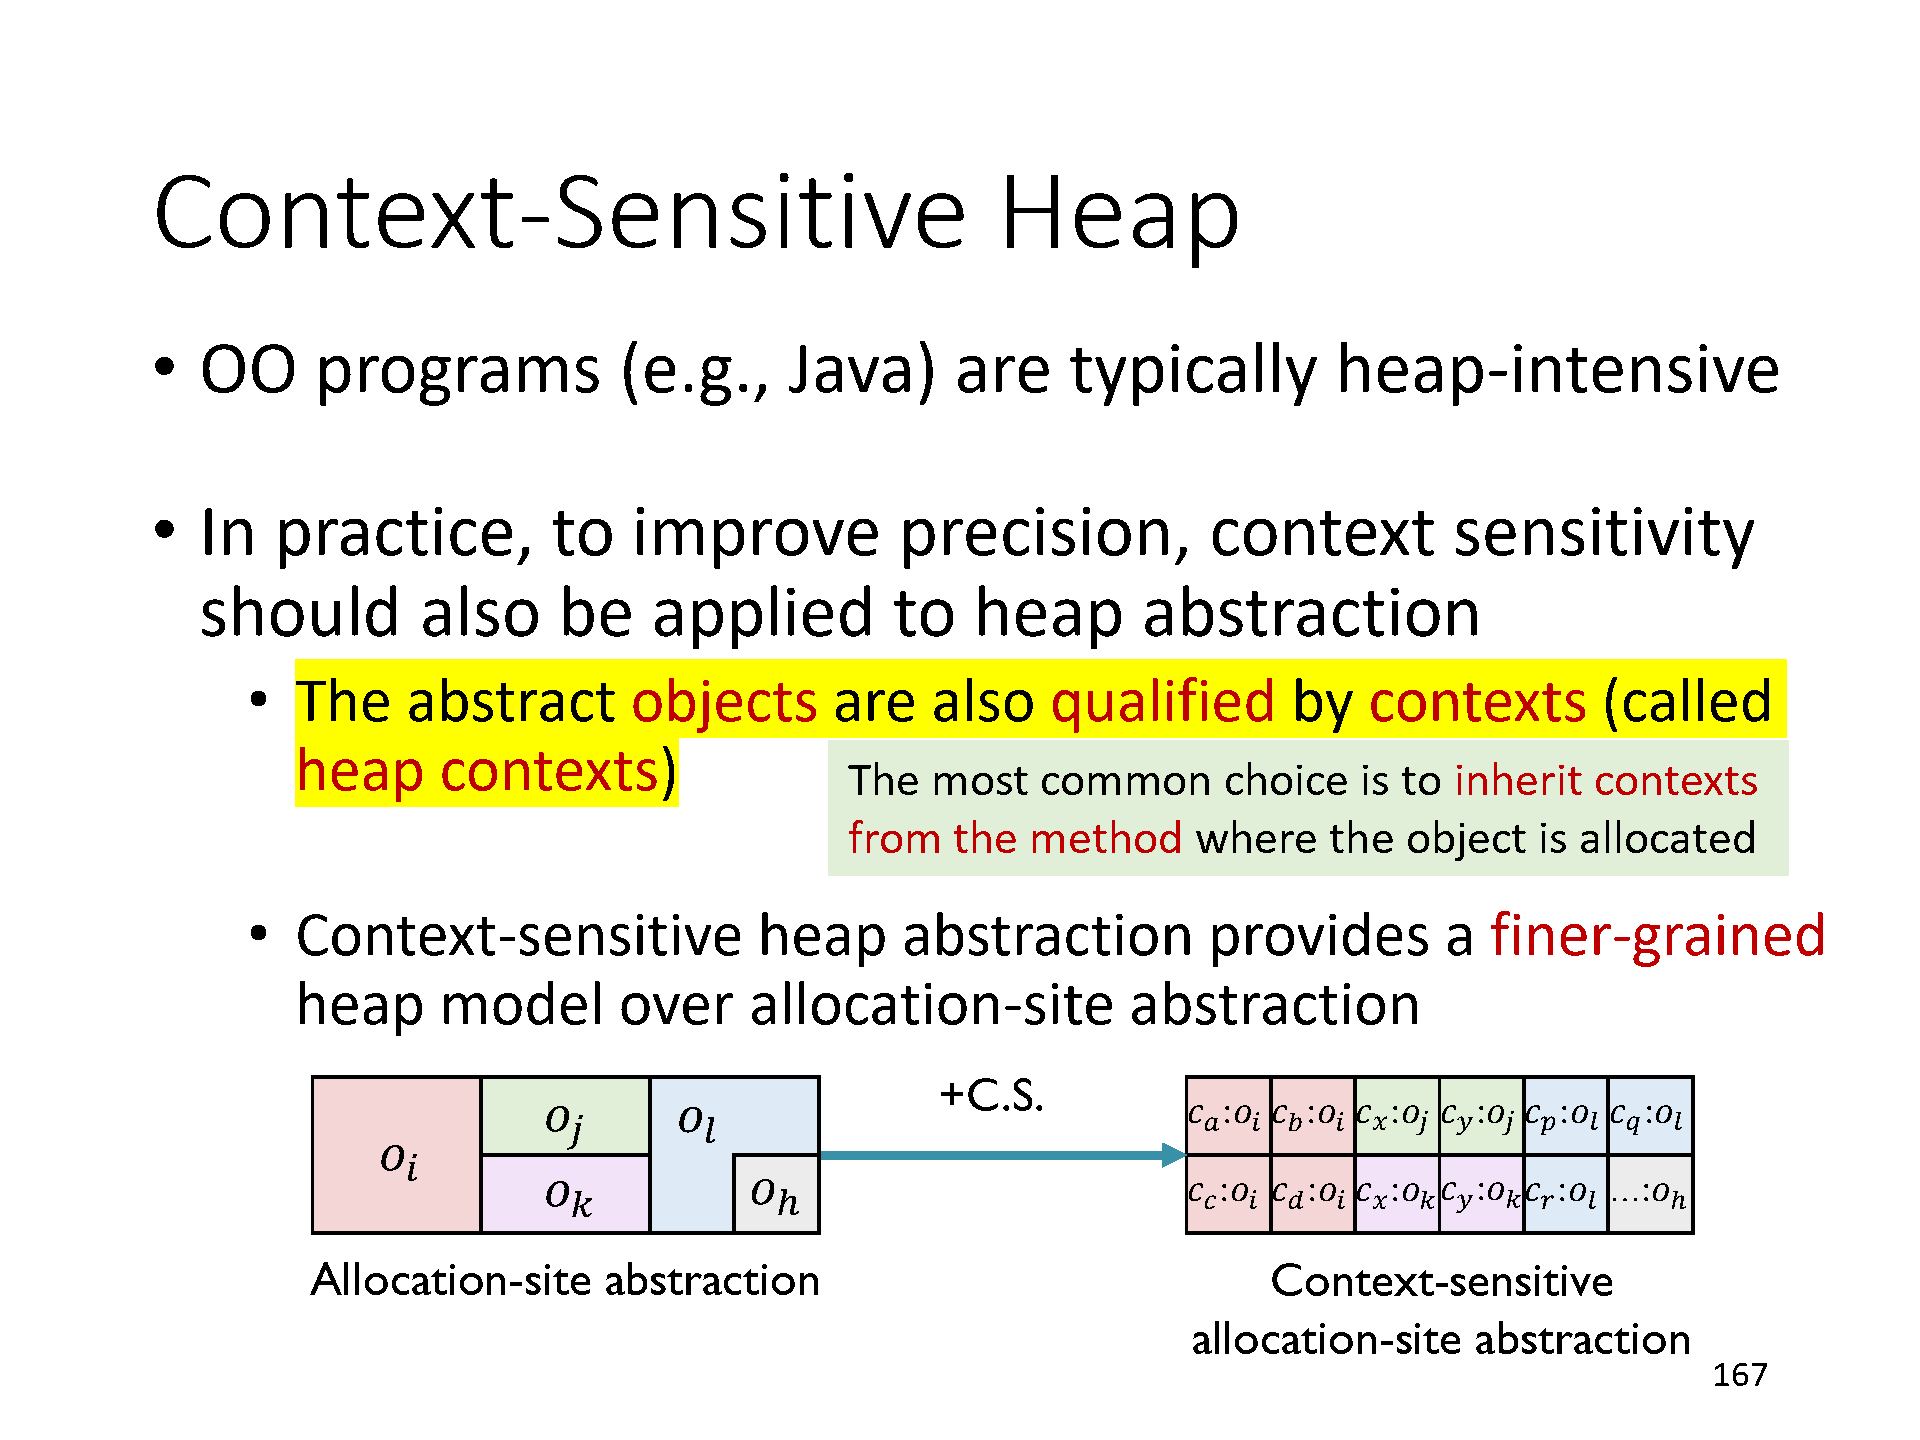 Context-Sensitive Heap
• OO programs (e.g., Java) are typically heap-intensive
• In practice, to improve precision, context sensitivity
should also be applied to heap abstraction
• The abstract objects are also qualified by contexts (called
heap contexts)
The most common choice is to inherit contexts
from the method where the object is allocated
• Context-sensitive heap abstraction provides a finer-grained
heap model over allocation-site abstraction
o_i
o_j
o_l
o_k
o_h
Allocation-site abstraction
+C.S.
c_a:o_i c_b:o_i c_x:o_j c_y:o_j c_p:o_l c_q:o_l
c_c:o_i c_d:o_i c_x:o_k c_y:o_k c_r:o_l …:o_h
Context-sensitive
allocation-site abstraction
167